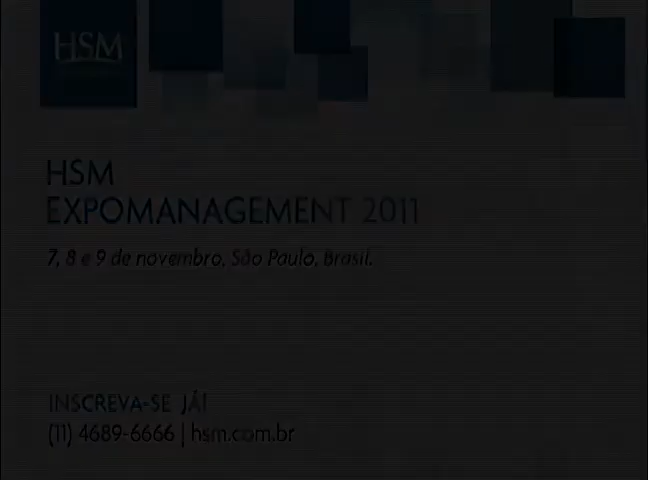 HSM
HSM
EXPOMANAGEMENT 2011
7, 8 e 9 de novembro, São Paulo, Brasil.
INSCREVA-SE JÁ!
(11) 4689-6666 | hsm.com.br